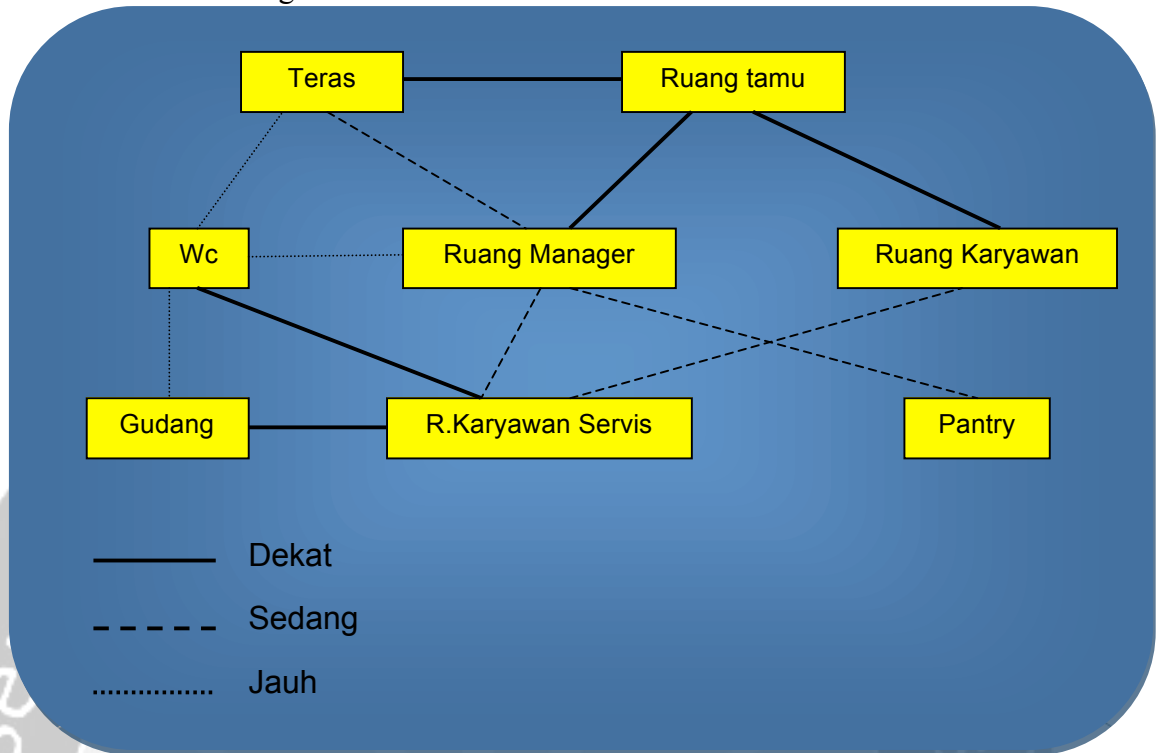 Teras
Ruang tamu
Wc
Ruang Manager
Ruang Karyawan
Gudang
R.Karyawan Servis
Pantry
Dekat
Sedang
Jauh